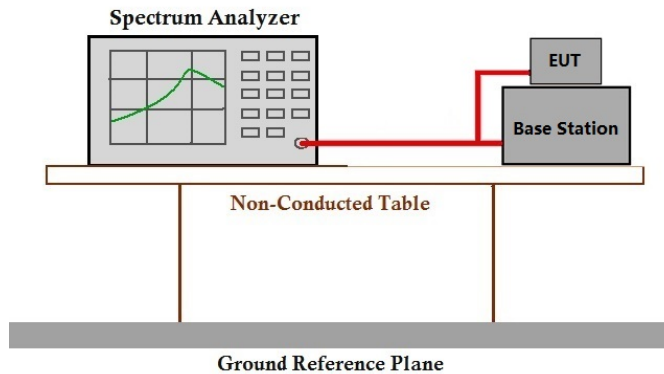 Spectrum Analyzer
EUT
Base Station
Non-Conducted Table
Ground Reference Plane